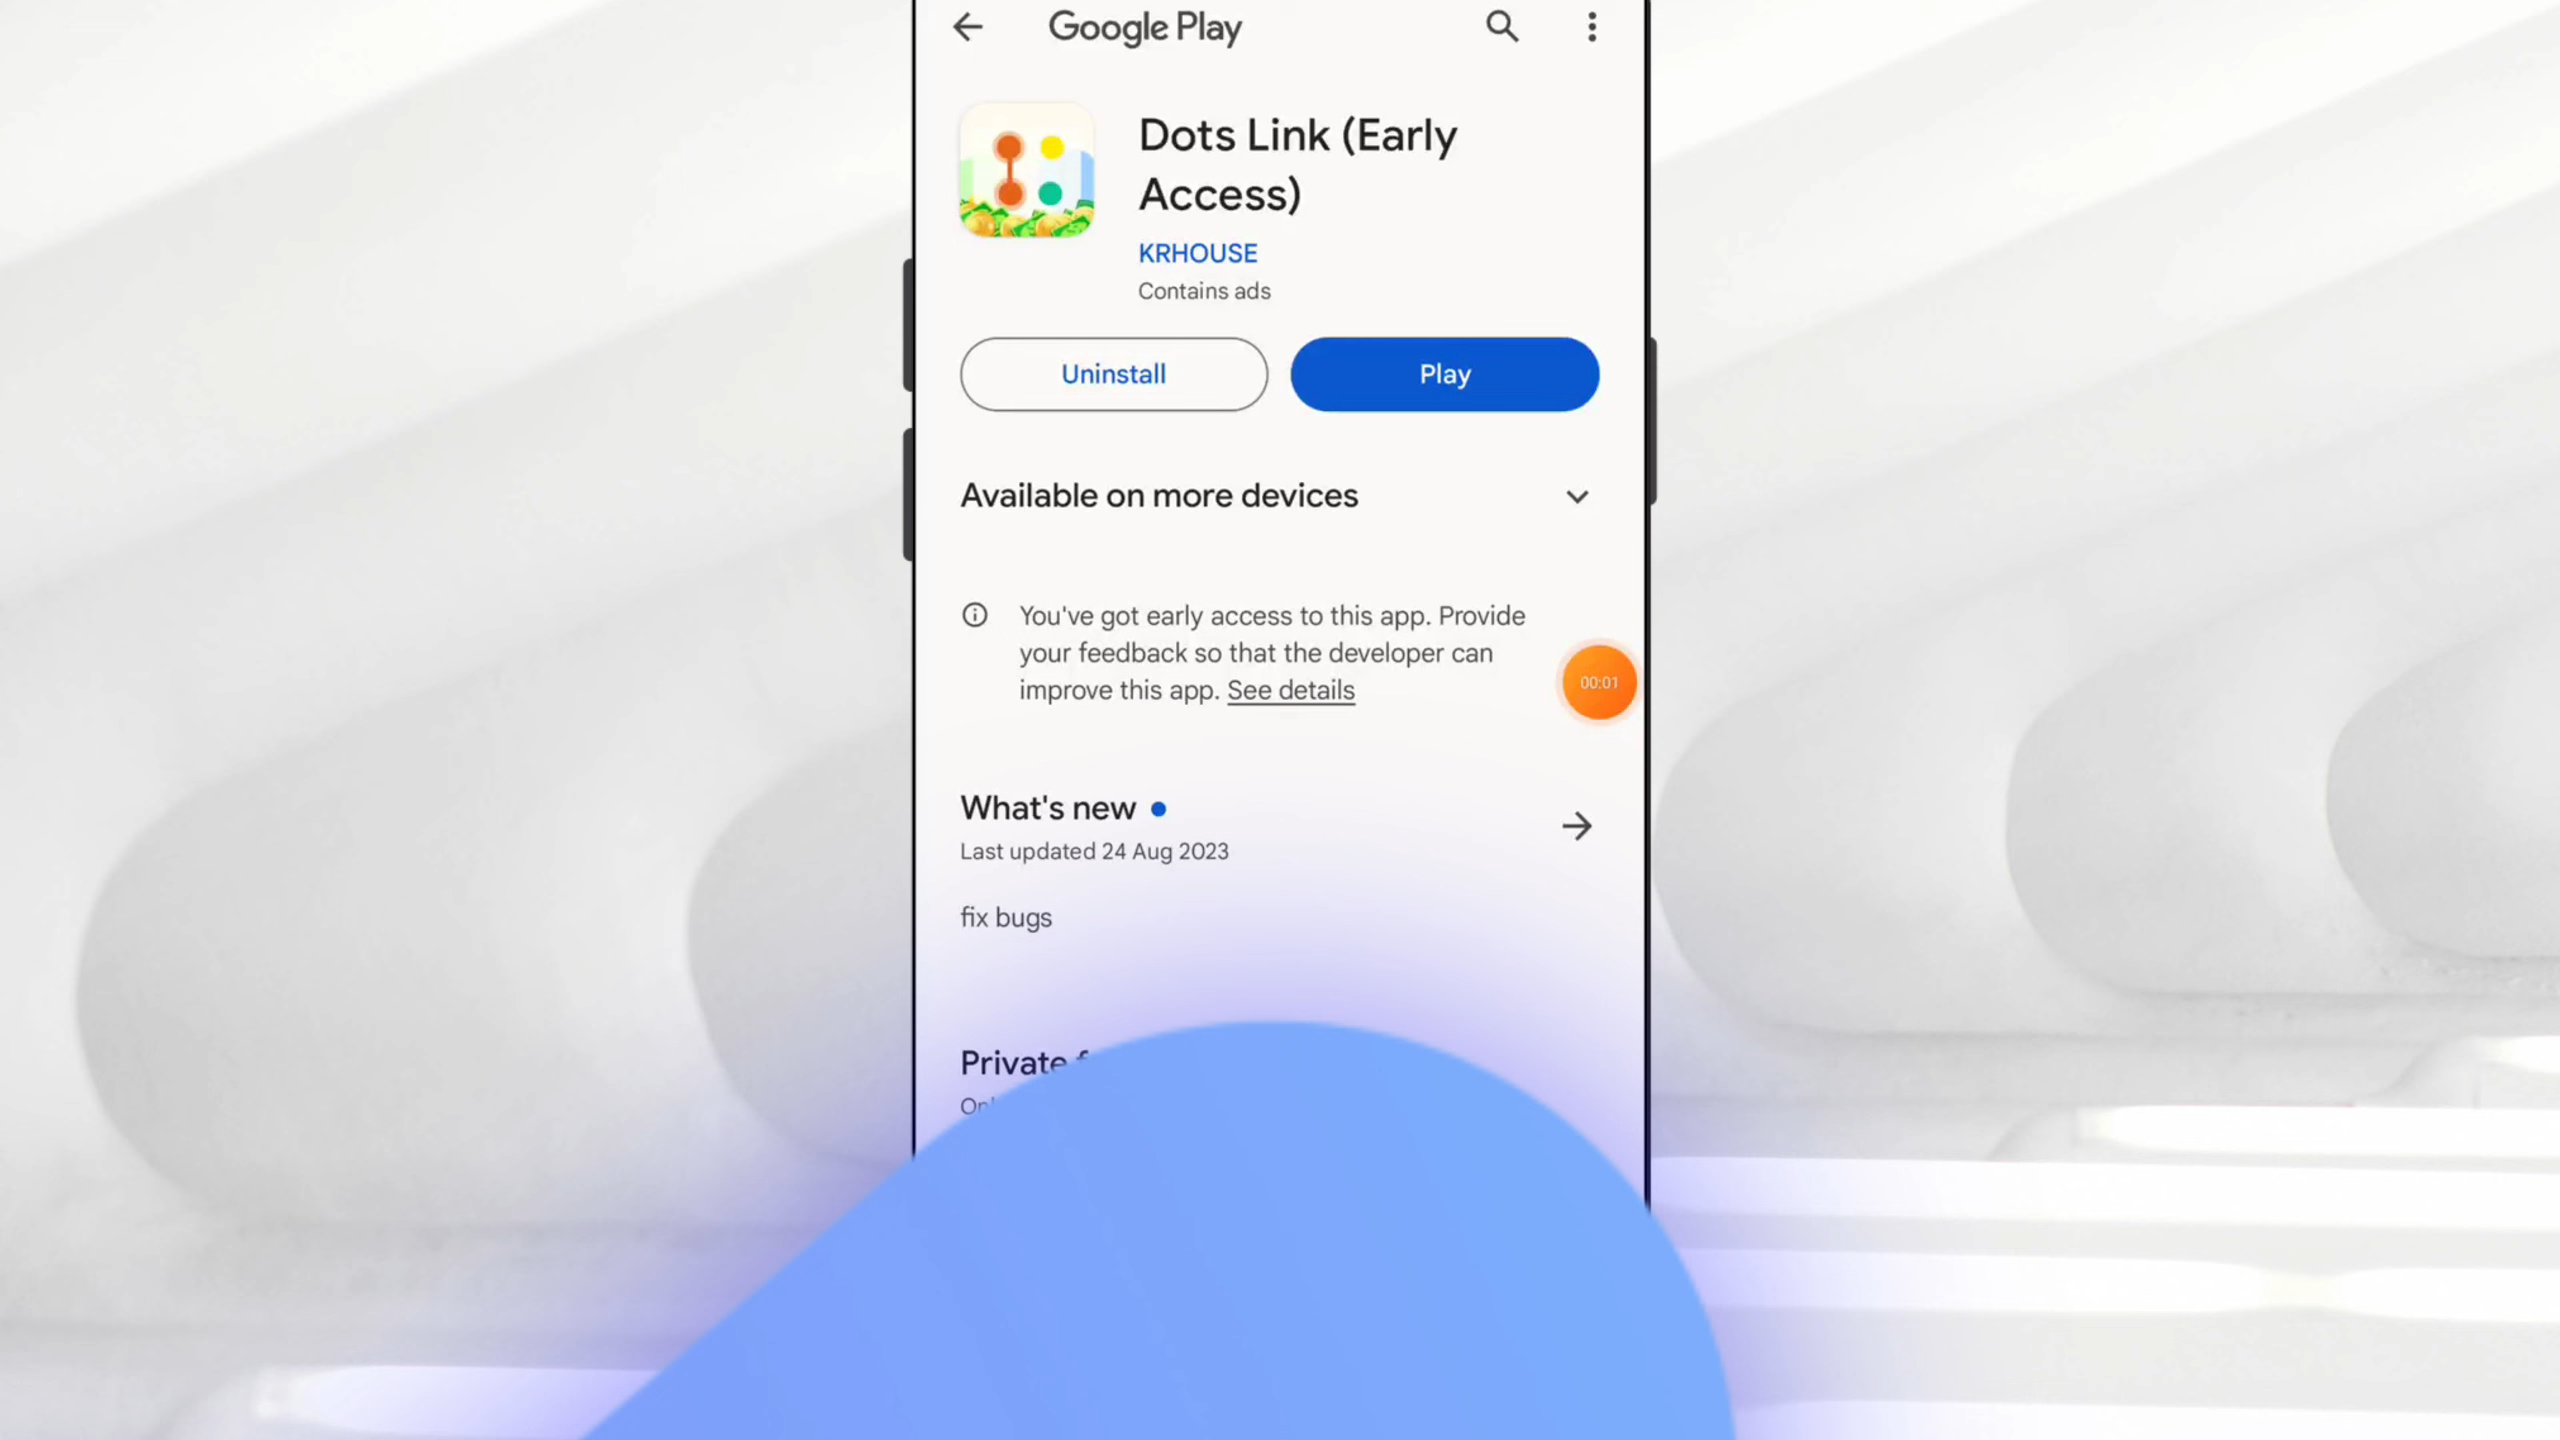 Google Play
Dots Link (Early
Access)
KRHOUSE
Contains ads
Uninstall
Play
Available on more devices
You've got early access to this app. Provide
your feedback so that the developer can
improve this app. See details
00:01
What's new
Last updated 24 Aug 2023
fix bugs
Private